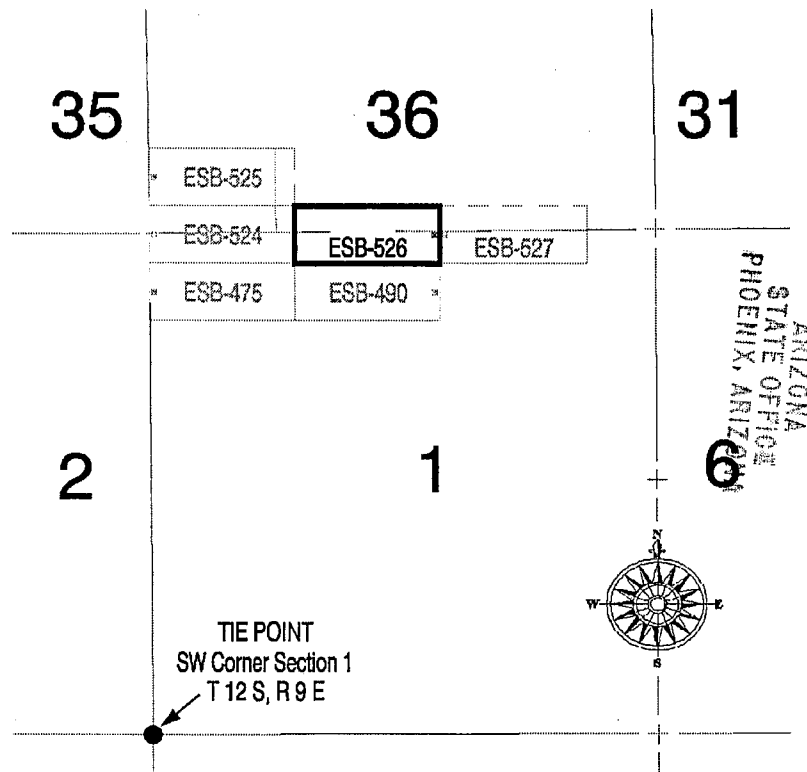 35
36
31
ESB-525
ESB-524
ESB-526
ESB-527
ESB-475
ESB-490
ARIZONA
STATE OFFICE
PHOENIX, ARIZONA
2
1
6
N
W
E
S
TIE POINT
SW Corner Section 1
T 12 S, R 9 E